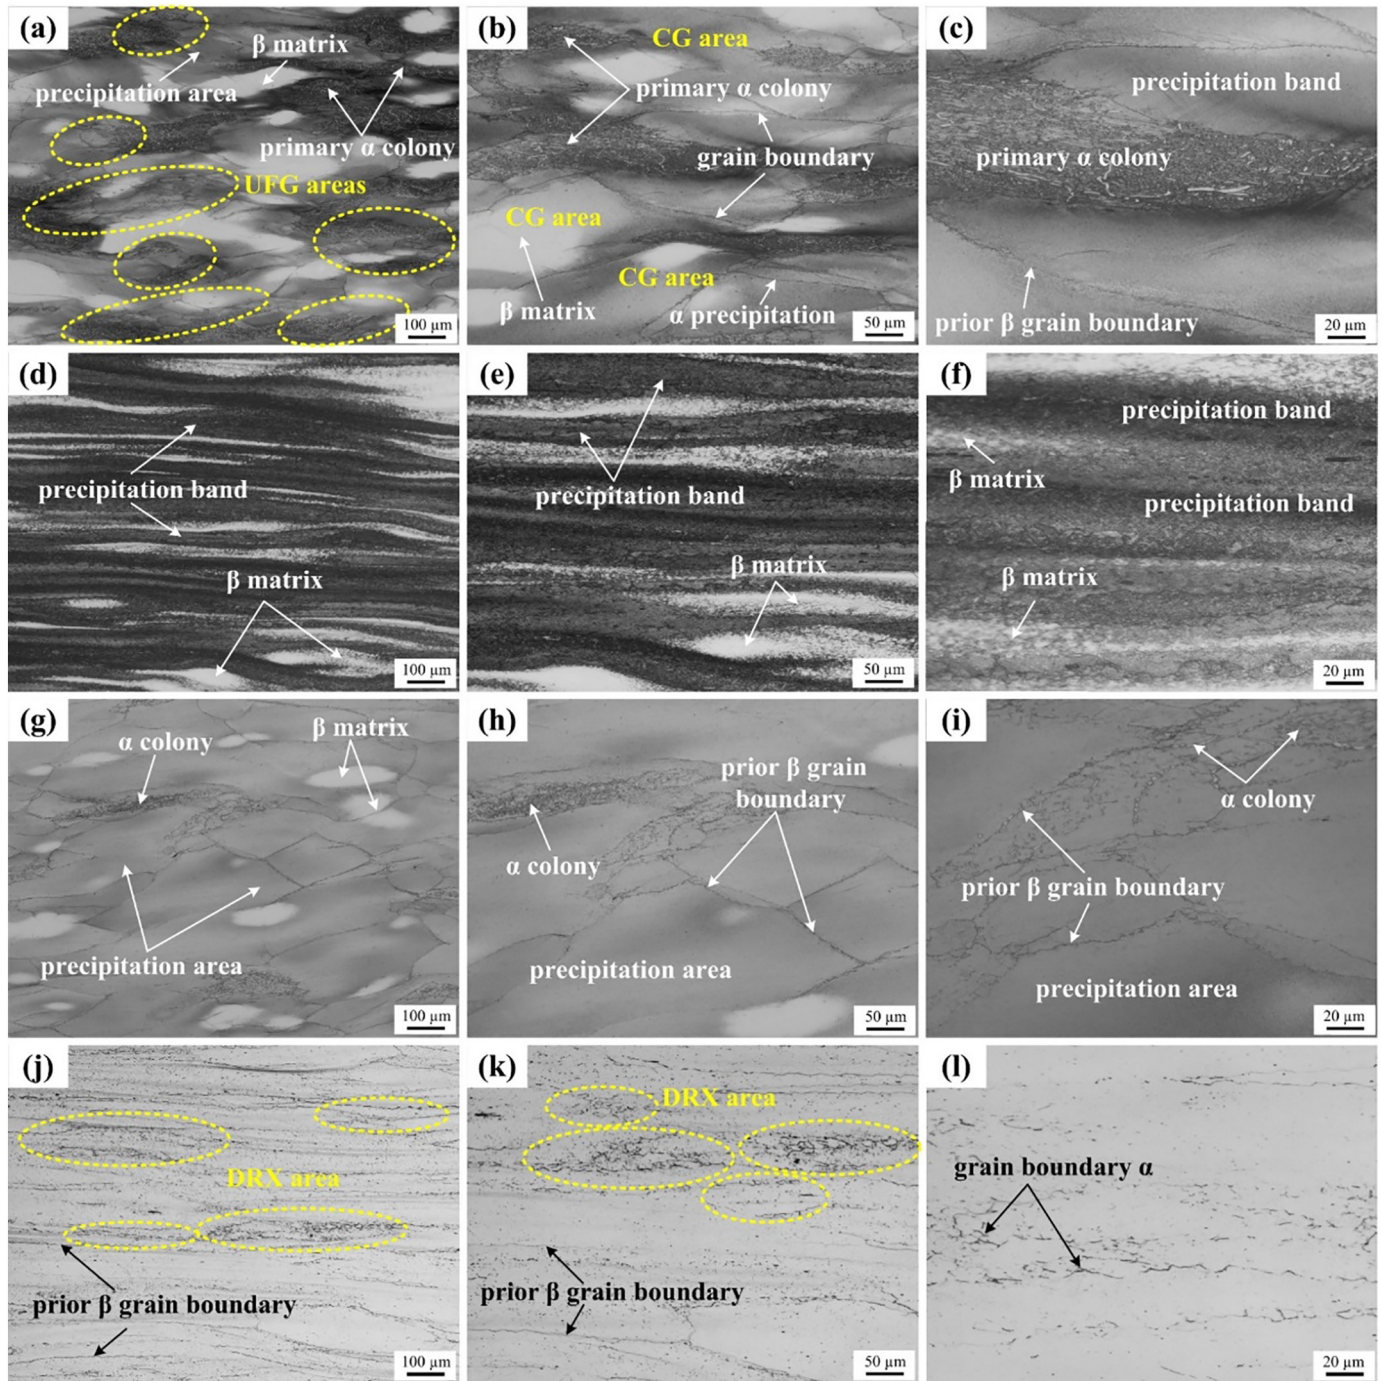 (a)
β matrix
precipitation area
primary α colony
UFG areas
100 µm
(b)
CG area
primary α colony
grain boundary
CG area
CG area
β matrix
α precipitation
50 µm
(c)
precipitation band
primary α colony
prior β grain boundary
20 µm
(d)
precipitation band
β matrix
100 µm
(e)
precipitation band
β matrix
50 µm
(f)
precipitation band
β matrix
precipitation band
β matrix
20 µm
(g)
β matrix
α colony
precipitation area
100 µm
(h)
prior β grain
boundary
α colony
precipitation area
50 µm
(i)
α colony
prior β grain boundary
precipitation area
20 µm
(j)
DRX area
prior β grain boundary
100 µm
(k)
DRX area
prior β grain boundary
50 µm
(l)
grain boundary α
20 µm